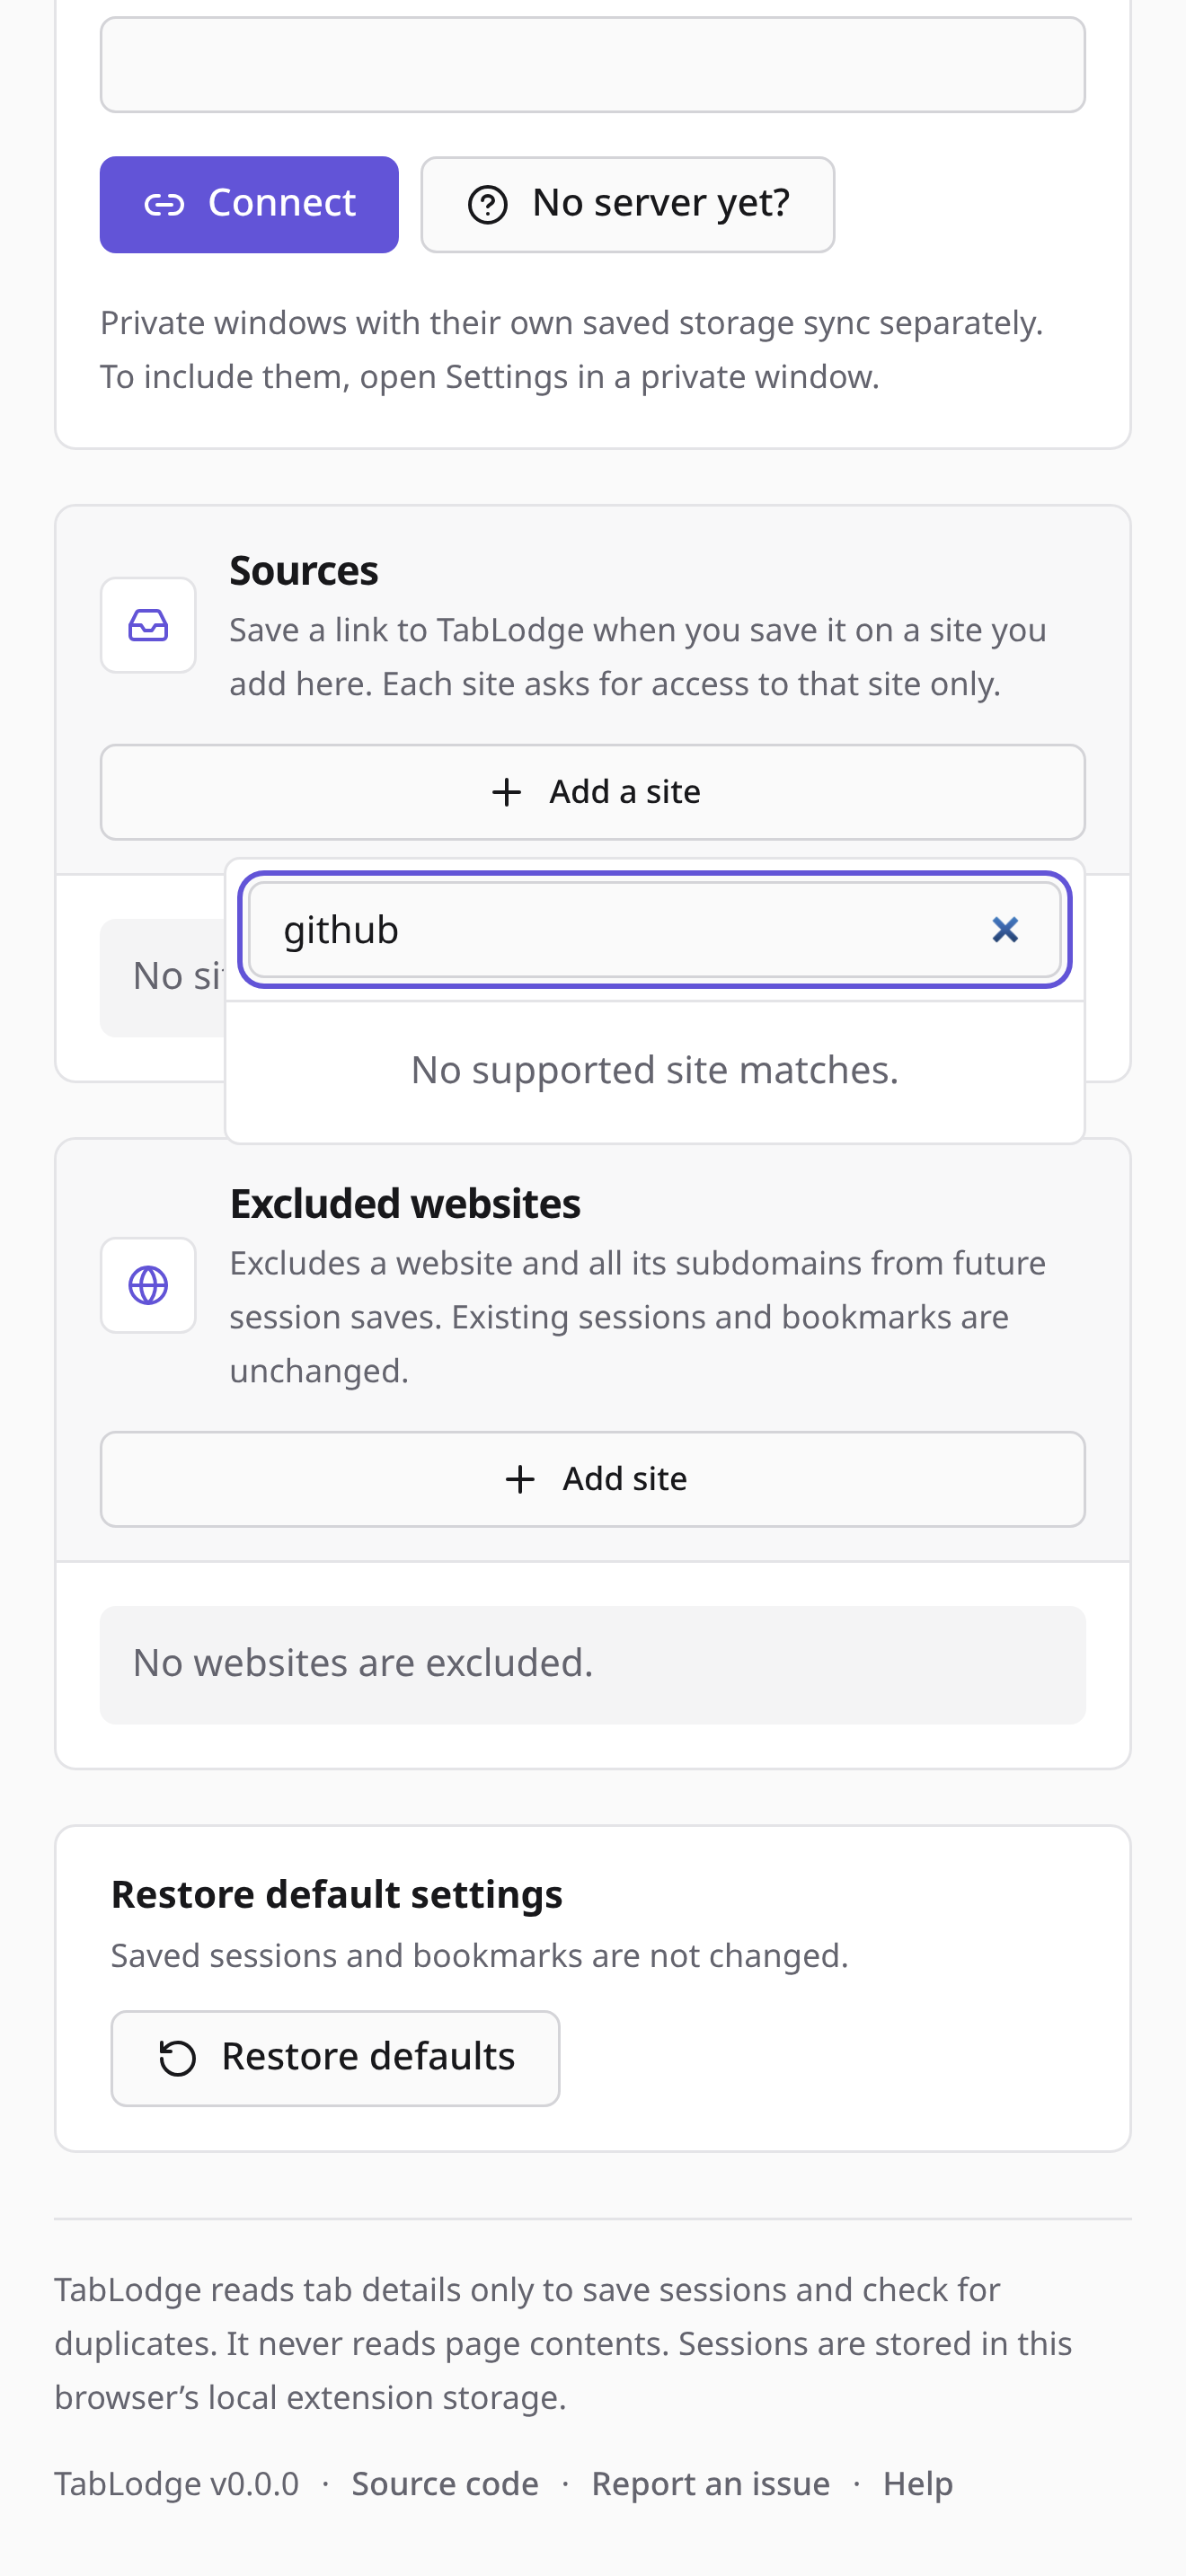 Connect
No server yet?
Private windows with their own saved storage sync separately.
To include them, open Settings in a private window.
Sources
Save a link to TabLodge when you save it on a site you
add here. Each site asks for access to that site only.
Add a site
github
No
No supported site matches.
Excluded websites
Excludes a website and all its subdomains from future
session saves. Existing sessions and bookmarks are
unchanged.
Add site
No websites are excluded.
Restore default settings
Saved sessions and bookmarks are not changed.
Restore defaults
TabLodge reads tab details only to save sessions and check for
duplicates. It never reads page contents. Sessions are stored in this
browser’s local extension storage.
TabLodge v0.0.0 · Source code · Report an issue · Help